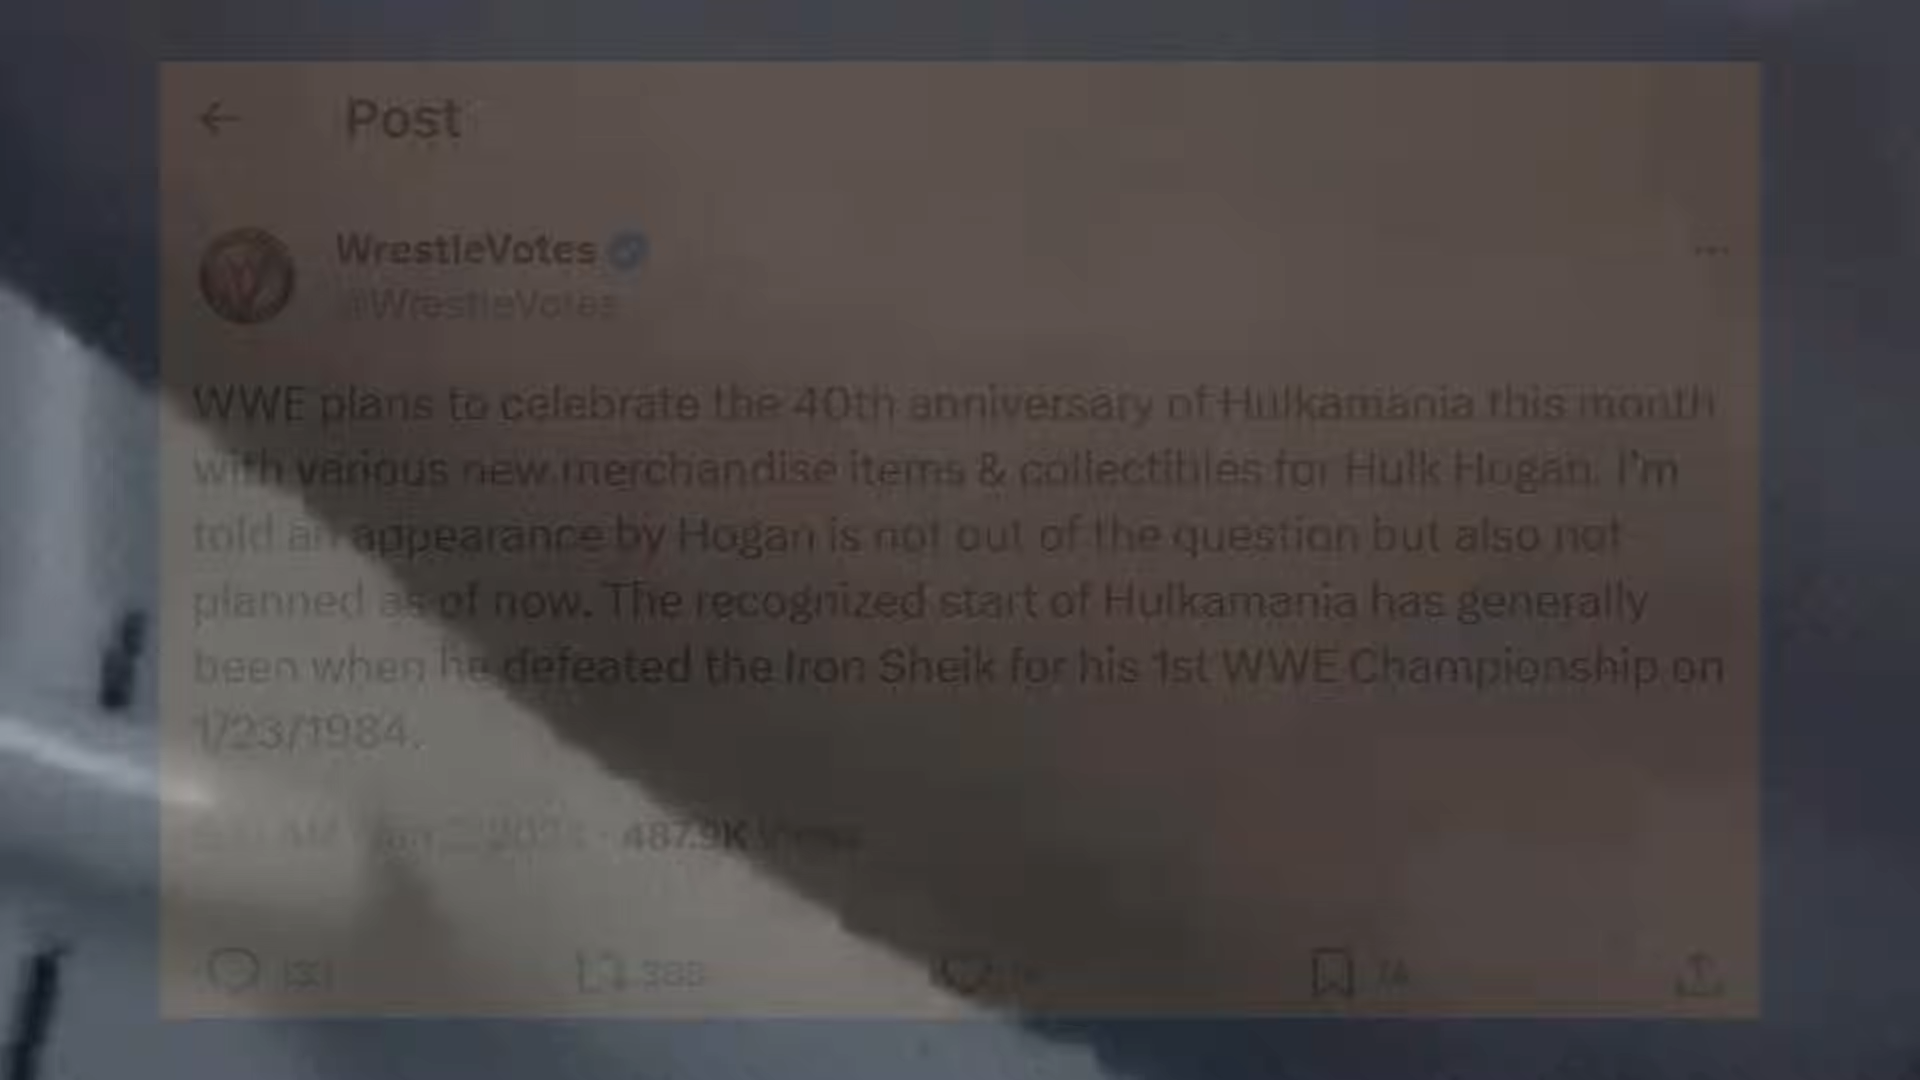 Post
WrestleVotes
@WrestleVotes
WWE plans to celebrate the 40th anniversary of Hulkamania this month
with various new merchandise items & collectibles for Hulk Hogan. I'm
told an appearance by Hogan is not out of the question but also not
planned as of now. The recognized start of Hulkamania has generally
been when he defeated the Iron Sheik for his 1st WWE Championship on
1/23/1984.
487.9K Views